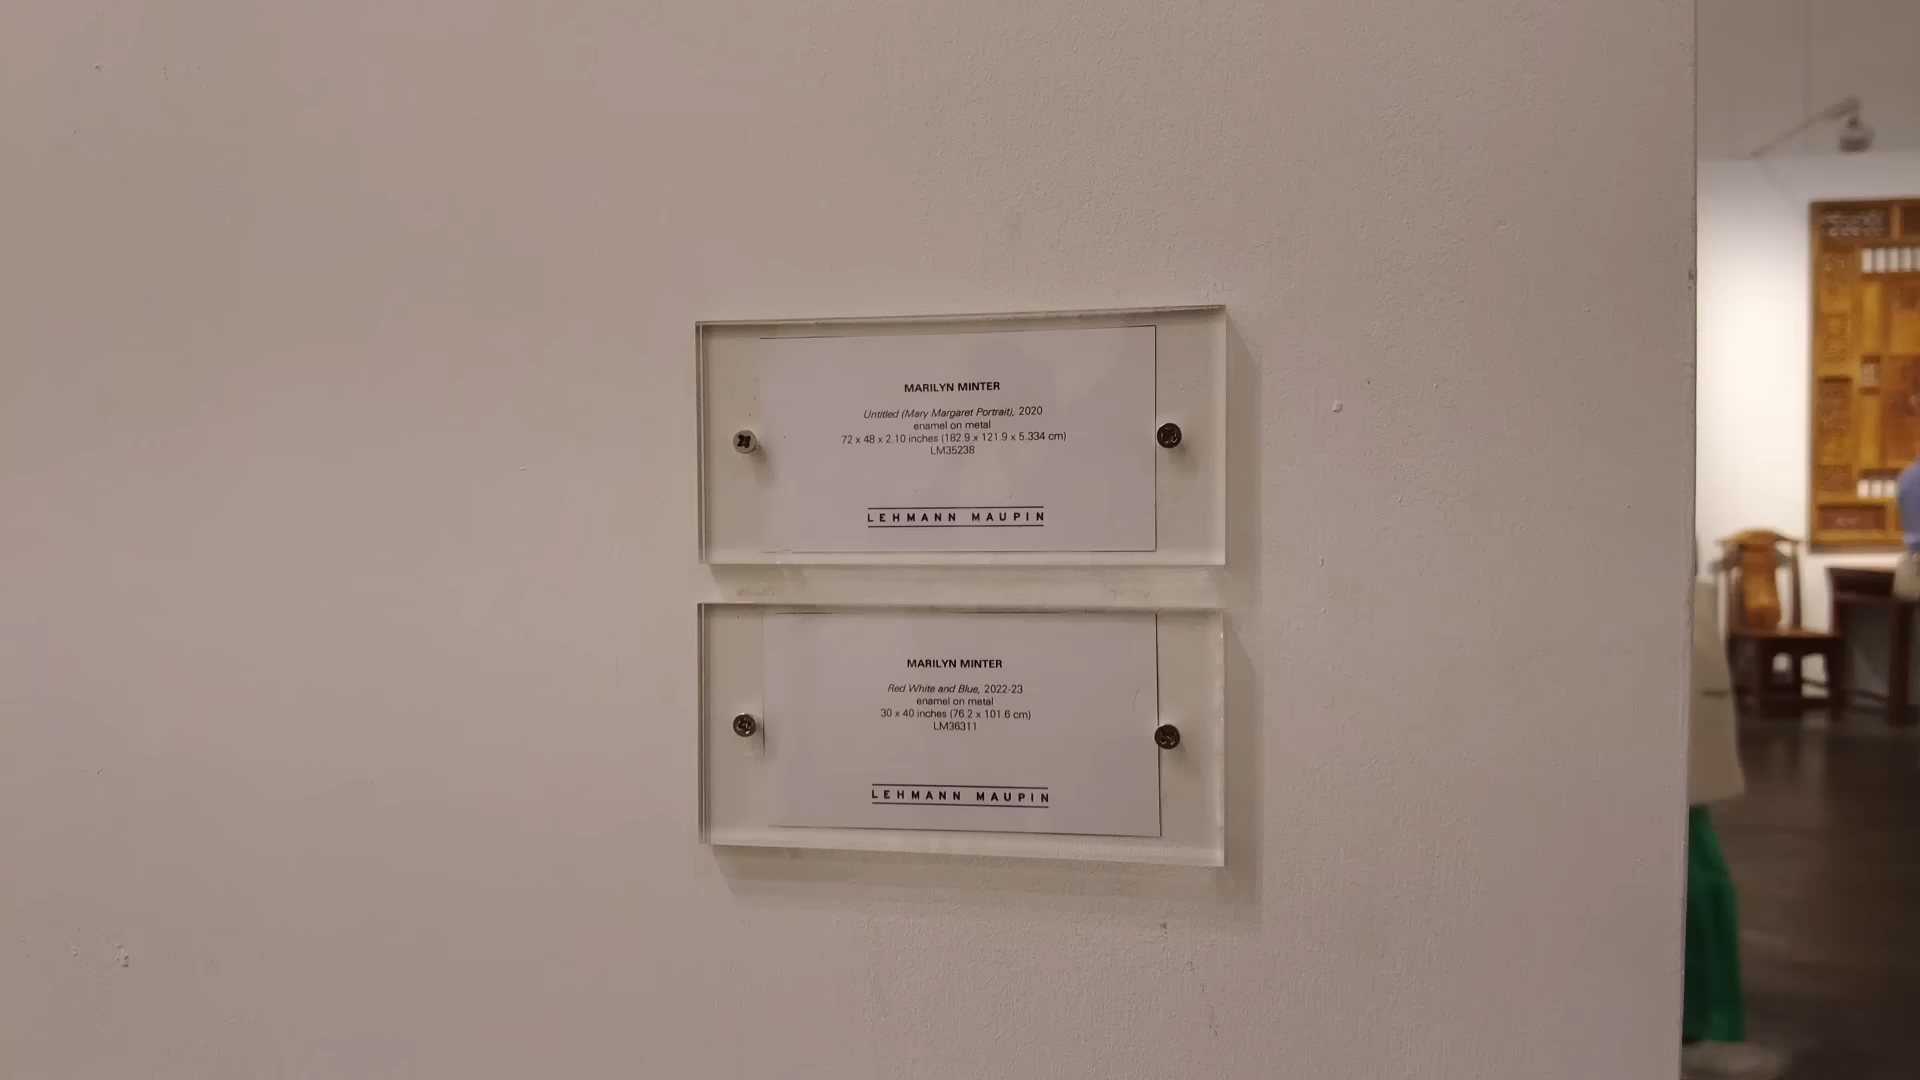 MARILYN MINTER
Untitled (Mary Margaret Portrait), 2020
enamel on metal
72 x 48 x 2.10 inches (182.9 x 121.9 x 5.334 cm)
LM35238
LEHMANN MAUPIN
MARILYN MINTER
Red White and Blue, 2022-23
enamel on metal
30 x 40 inches (76.2 x 101.6 cm)
LM36311
LEHMANN MAUPIN